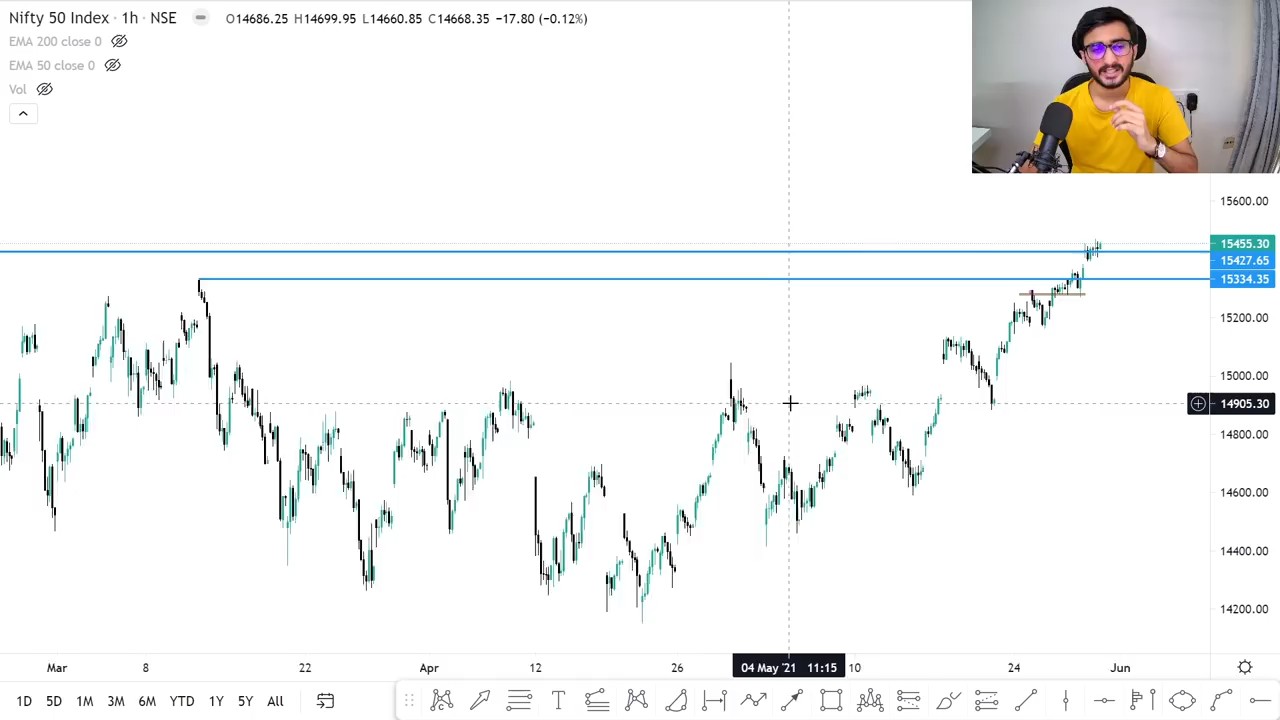 Nifty 50 Index · 1h · NSE O14686.25 H14699.95 L14660.85 C14668.35 −17.80 (−0.12%)
EMA 200 close 0
EMA 50 close 0
Vol
15600.00
15455.30
15427.65
15334.35
15200.00
15000.00
14905.30
14800.00
14600.00
14400.00
14200.00
Mar 8 22 Apr 12 26 04 May '21 11:15 10 24 Jun
1D 5D 1M 3M 6M YTD 1Y 5Y All